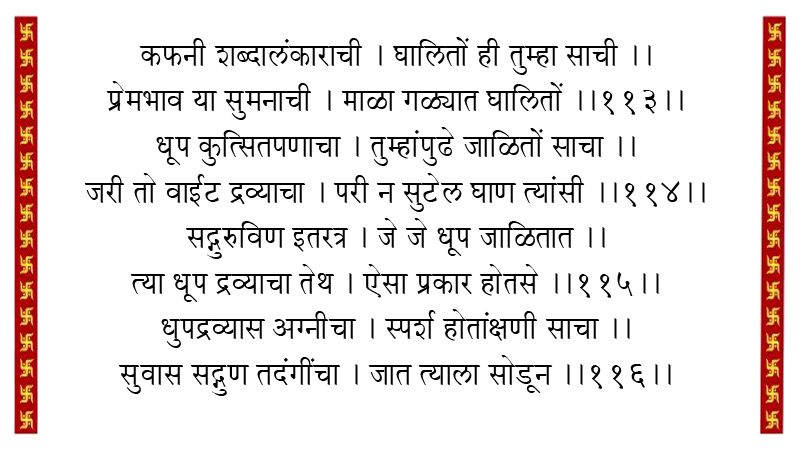 कफनी शब्दालंकाराची । घालितों ही तुम्हा साची ।।
प्रेमभाव या सुमनाची । माळा गळ्यात घालितों ।।११३।।
धूप कुत्सितपणाचा । तुम्हांपुढे जाळितों साचा ।।
जरी तो वाईट द्रव्याचा । परी न सुटेल घाण त्यांसी ।।११४।।
सद्गुरुविण इतरत्र । जे जे धूप जाळितात ।।
त्या धूप द्रव्याचा तेथ । ऐसा प्रकार होतसे ।।११५।।
धुपद्रव्यास अग्नीचा । स्पर्श होतांक्षणी साचा ।।
सुवास सद्गुण तदंगींचा । जात त्याला सोडून ।।११६।।